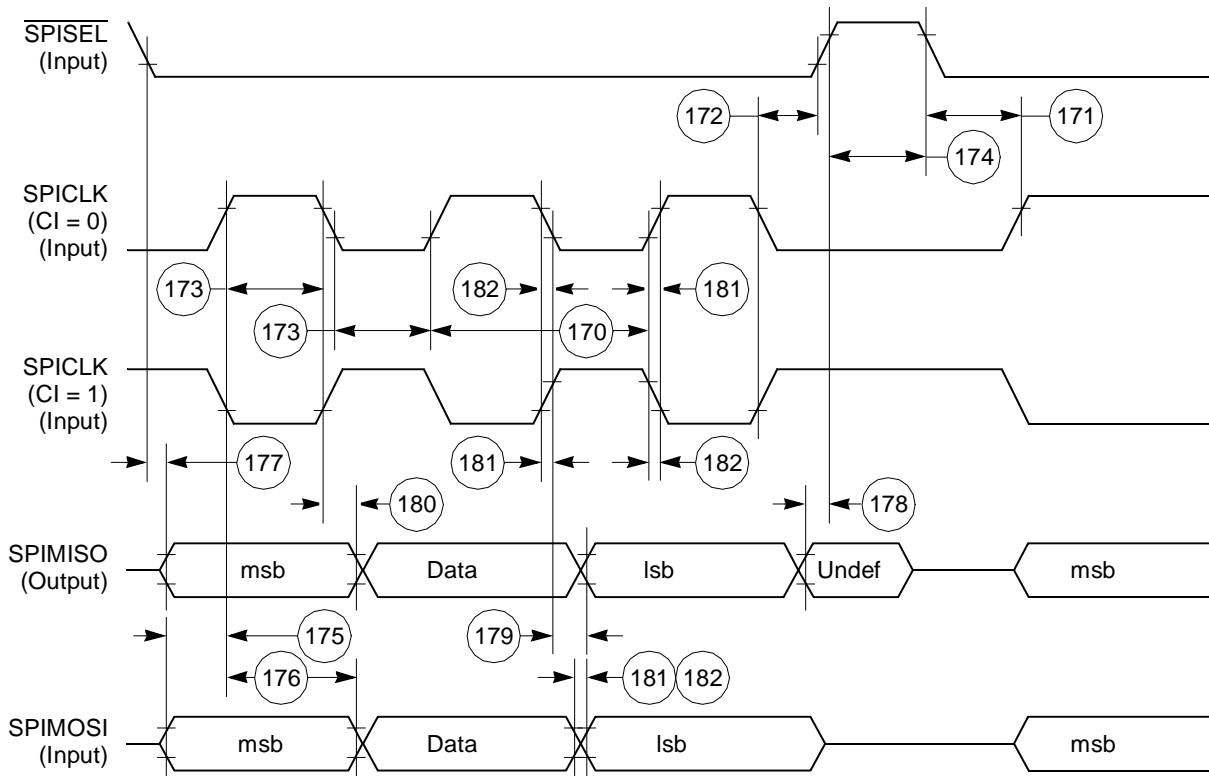 SPISEL
(Input)
172
171
174
SPICLK
(CI = 0)
(Input)
173
182
181
173
170
SPICLK
(CI = 1)
(Input)
177
181
182
180
178
SPIMISO
(Output)
msb
Data
lsb
Undef
msb
175
179
176
181
182
SPIMOSI
(Input)
msb
Data
lsb
msb